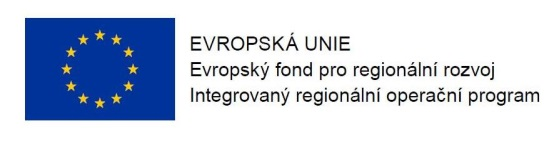 EVROPSKÁ UNIE
Evropský fond pro regionální rozvoj
Integrovaný regionální operační program